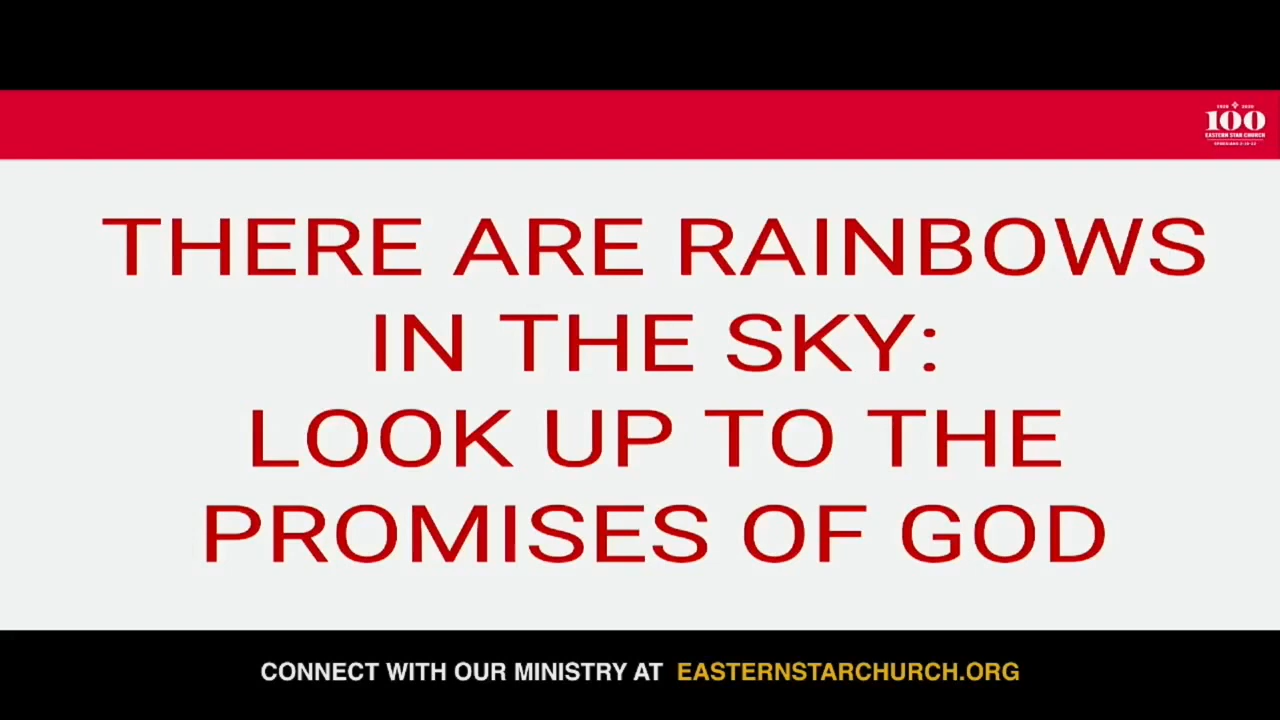 100
EASTERN STAR CHURCH
THERE ARE RAINBOWS
IN THE SKY:
LOOK UP TO THE
PROMISES OF GOD
CONNECT WITH OUR MINISTRY AT EASTERNSTARCHURCH.ORG